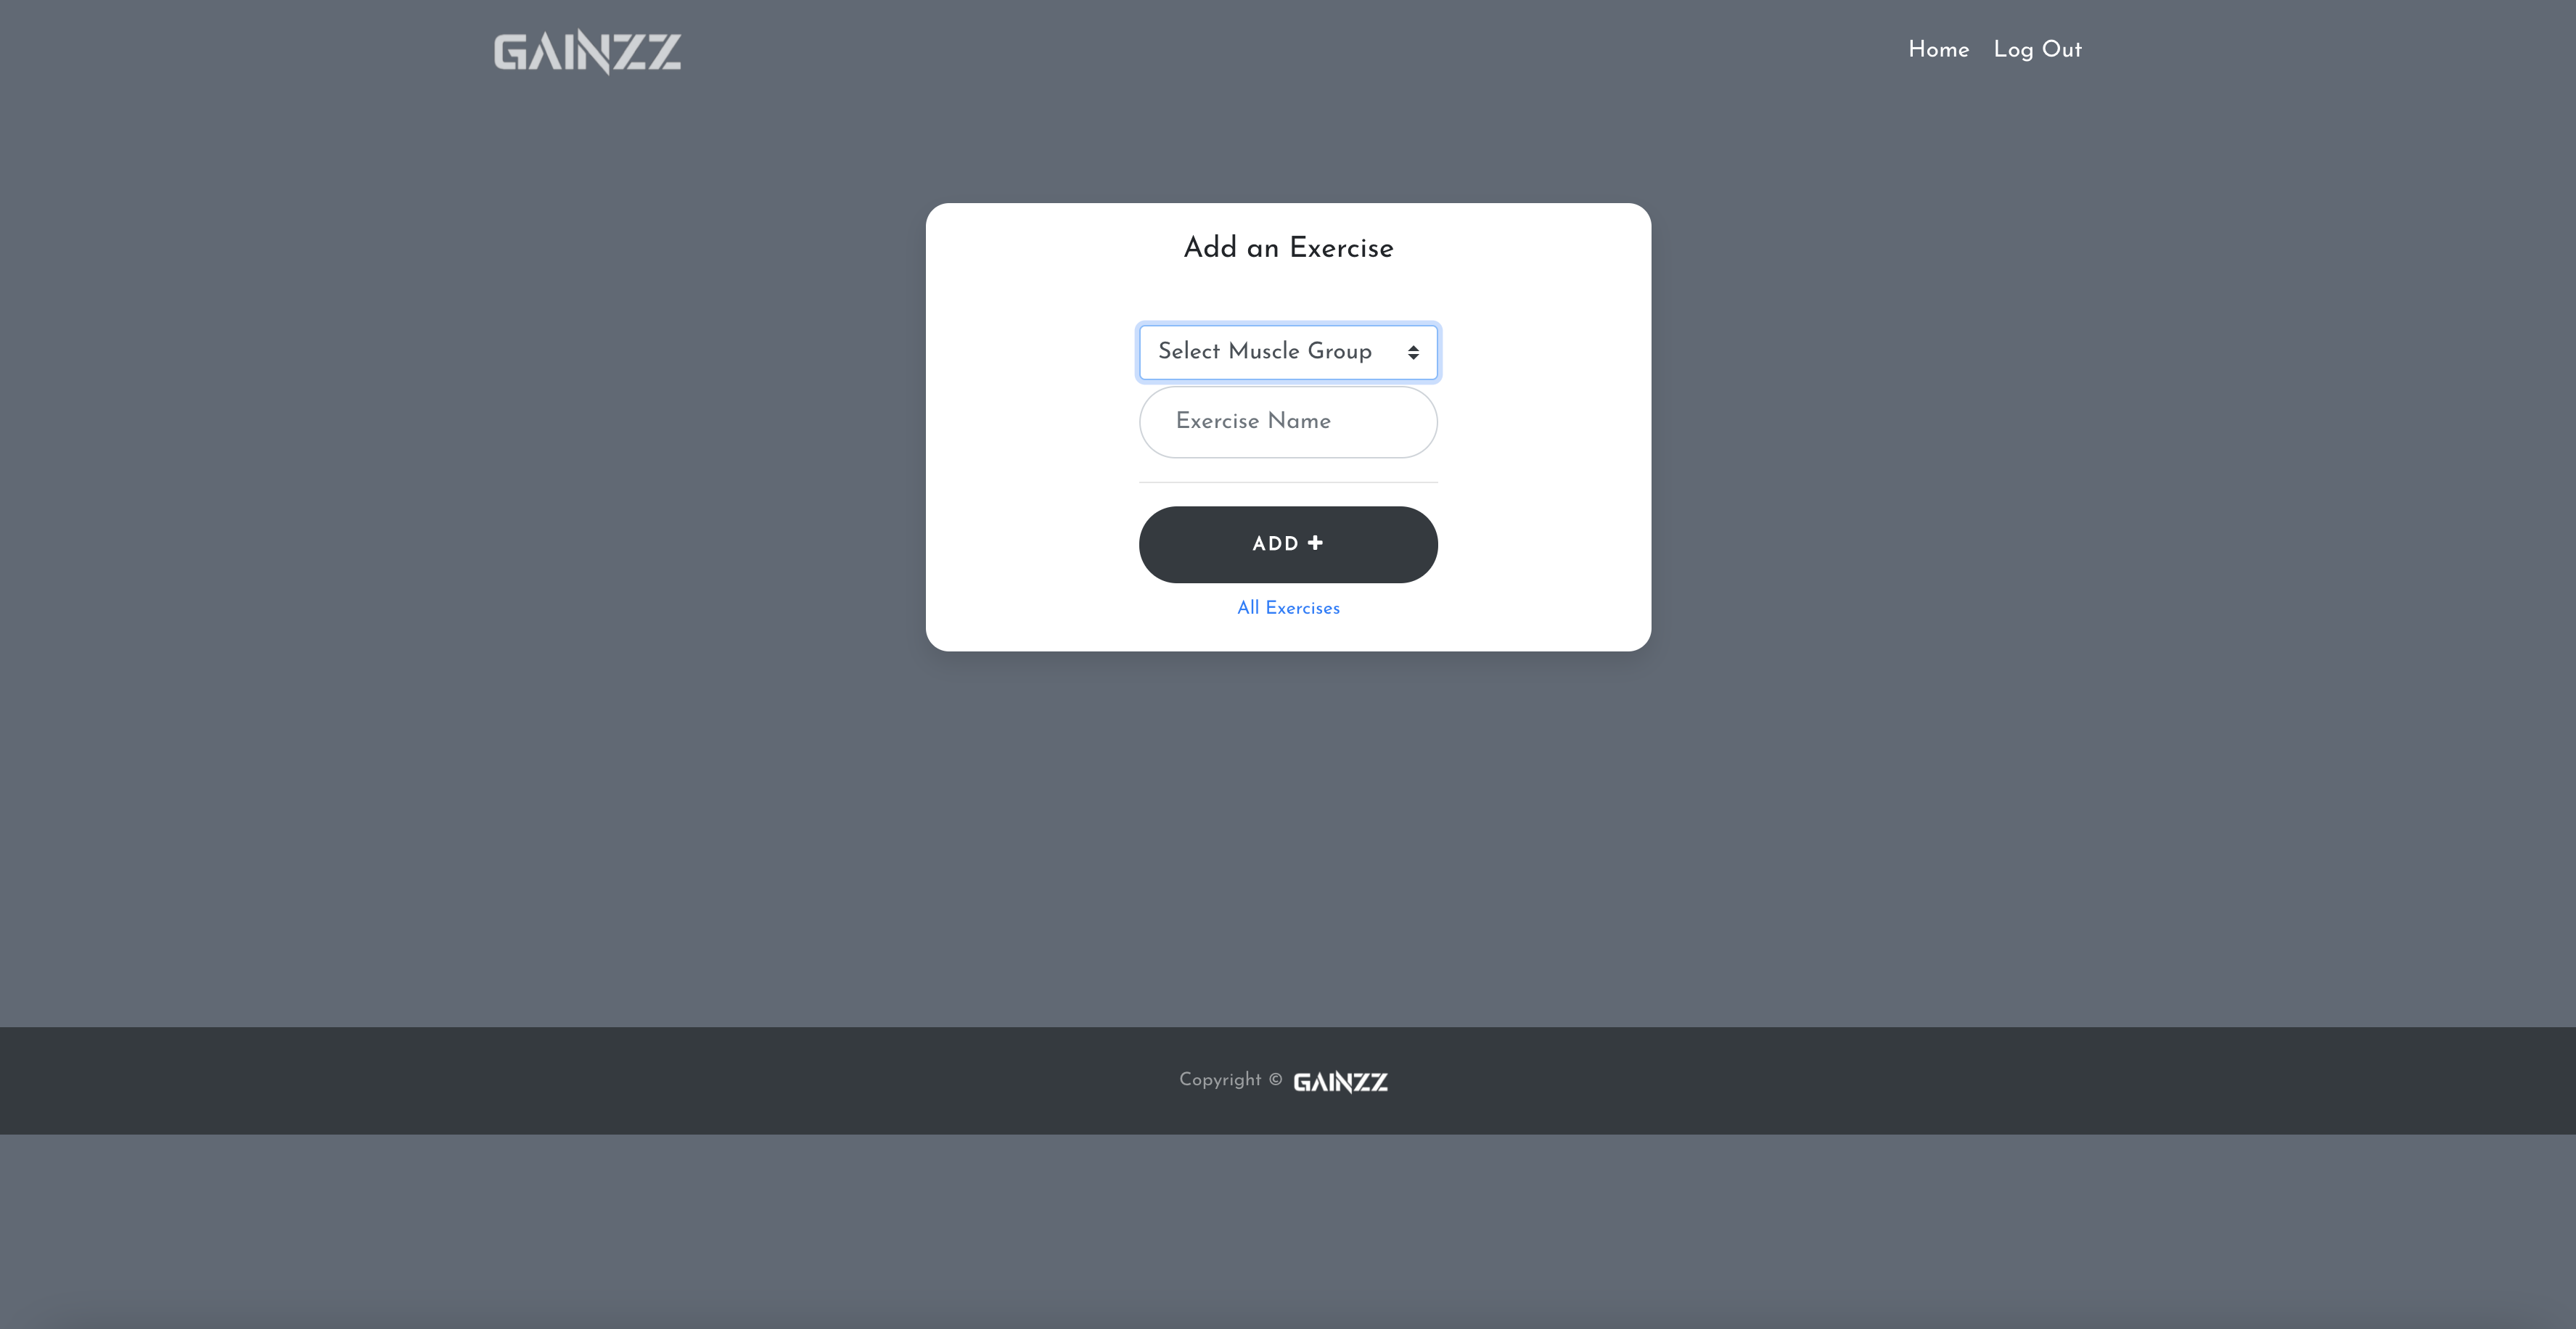 GAINZZ
Home Log Out
Add an Exercise
Select Muscle Group
Exercise Name
ADD +
All Exercises
Copyright © GAINZZ